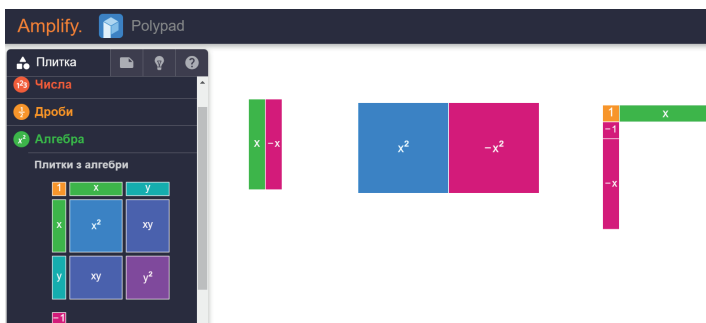 Amplify. Polypad
Плитка
Числа
Дроби
Алгебра
Плитки з алгебри
1 x y
x x² xy
y xy y²
−1
x −x
x² −x²
1 x
−1
−x